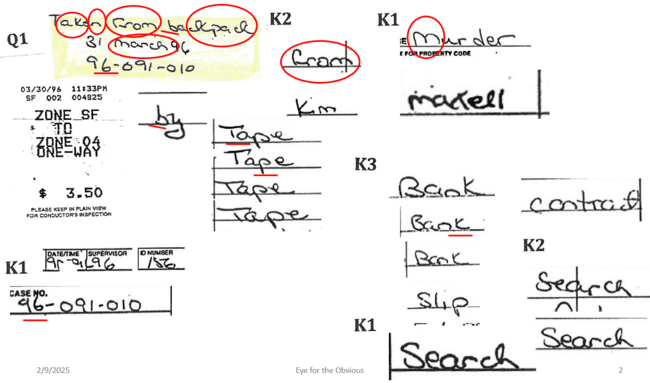 Q1
Taken from backpack
31 march 96
96-091-010
03/30/96 11:33PM
SF 002 004825
ZONE SF
TO
ZONE 04
ONE-WAY
$ 3.50
PLEASE KEEP IN PLAIN VIEW
FOR CONDUCTOR'S INSPECTION
by
K2
From
Kim
Tape
Tape
Tape
Tape
K1
DATE/TIME SUPERVISOR ID NUMBER
156
CASE NO.
96-091-010
K1
Murder
FOR PROPERTY CODE
maxell
K3
Bank
Bank
Bank
Slip
contract
K2
Search
Search
K1
Search
2/9/2025
Eye for the Obvious
2